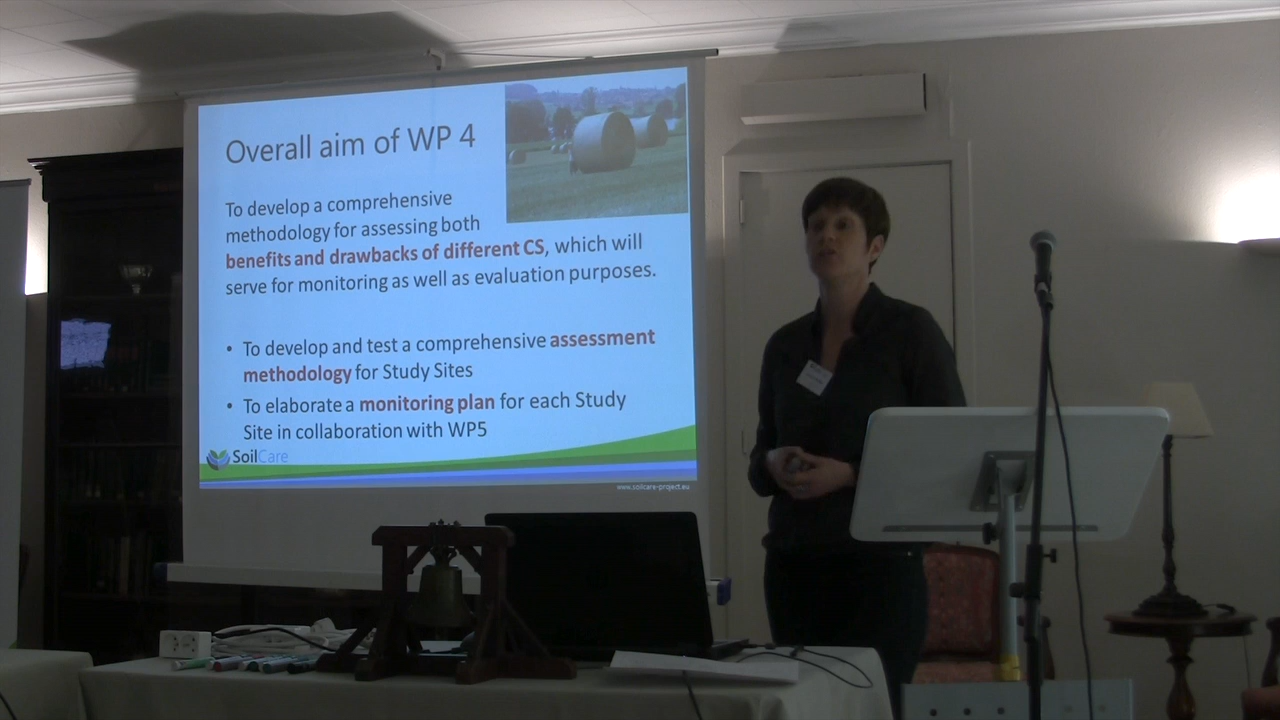 Overall aim of WP 4
To develop a comprehensive
methodology for assessing both
benefits and drawbacks of different CS, which will
serve for monitoring as well as evaluation purposes.
• To develop and test a comprehensive assessment
methodology for Study Sites
• To elaborate a monitoring plan for each Study
Site in collaboration with WP5
SoilCare
www.soilcare-project.eu